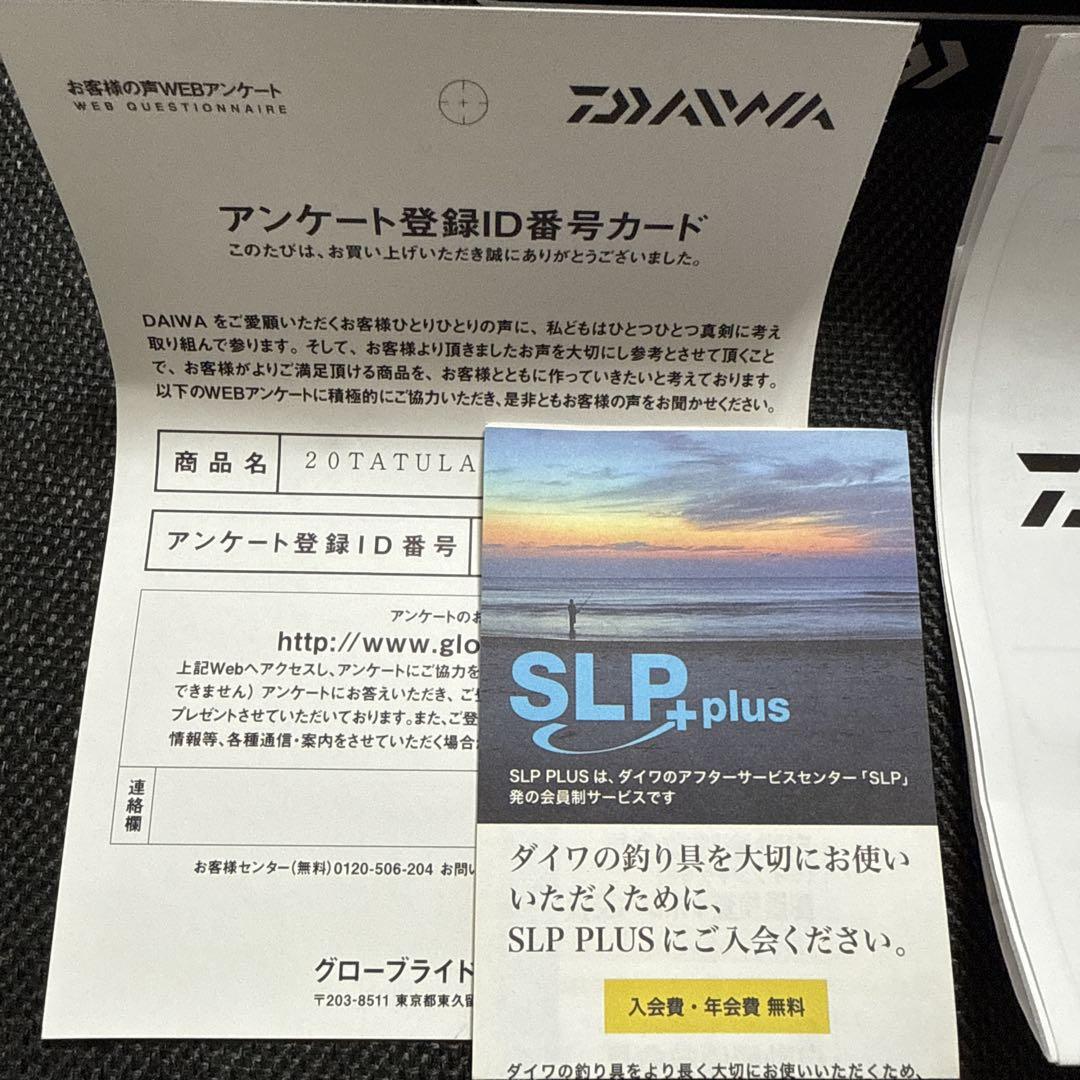 お客様の声WEBアンケート
WEB QUESTIONNAIRE
DAIWA
アンケート登録ID番号カード
このたびは、お買い上げいただき誠にありがとうございました。
DAIWA をご愛顧いただくお客様ひとりひとりの声に、私どもはひとつひとつ真剣に考え
取り組んで参ります。そして、お客様より頂きましたお声を大切にし参考とさせて頂くこと
で、お客様がよりご満足頂ける商品を、お客様とともに作っていきたいと考えております。
以下のWEBアンケートに積極的にご協力いただき、是非ともお客様の声をお聞かせください。
商品名 20TATULA
アンケート登録ID番号
アンケートのお
http://www.glo
上記Webへアクセスし、アンケートにご協力を
できません）アンケートにお答えいただき、ご
プレゼントさせていただいております。また、ご登
情報等、各種通信・案内をさせていただく場合
連絡欄
お客様センター（無料）0120-506-204 お問い
グローブライド
〒203-8511 東京都東久留
SLP+plus
SLP PLUS は、ダイワのアフターサービスセンター「SLP」
発の会員制サービスです
ダイワの釣り具を大切にお使い
いただくために、
SLP PLUSにご入会ください。
入会費・年会費 無料
ダイワの釣り具をより長く大切にお使いいただくため、